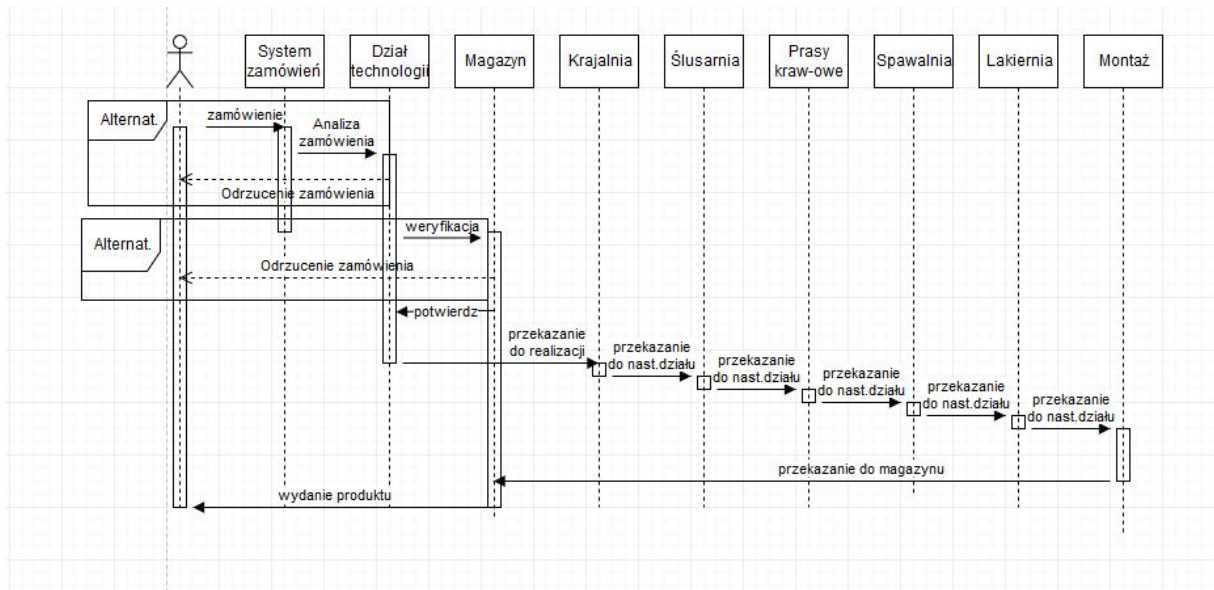 System
zamówień
Dział
technologii
Magazyn
Krajalnia
Ślusarnia
Prasy
kraw-owe
Spawalnia
Lakiernia
Montaż
Alternat.
zamówienie
Analiza
zamówienia
Odrzucenie zamówienia
Alternat.
weryfikacja
Odrzucenie zamówienia
potwierdz
przekazanie
do realizacji
przekazanie
do nast.działu
przekazanie
do nast.działu
przekazanie
do nast.działu
przekazanie
do nast.działu
przekazanie
do nast.działu
przekazanie do magazynu
wydanie produktu